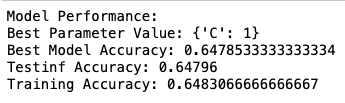 Model Performance:
Best Parameter Value: {'C': 1}
Best Model Accuracy: 0.6478533333333334
Testinf Accuracy: 0.64796
Training Accuracy: 0.6483066666666667